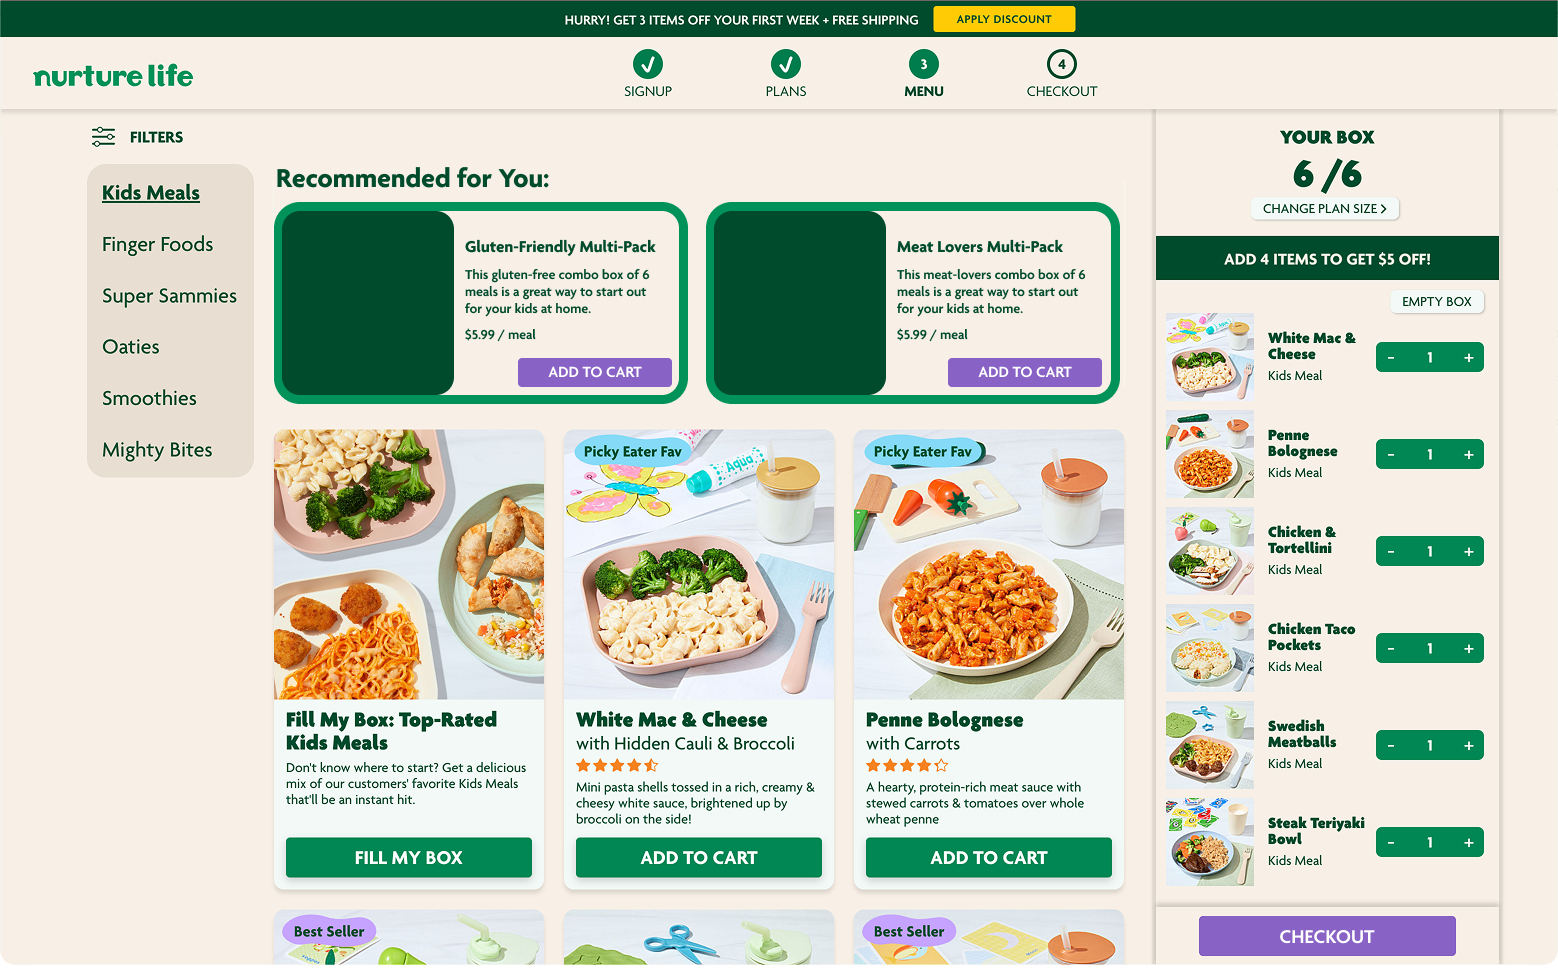 HURRY! GET 3 ITEMS OFF YOUR FIRST WEEK + FREE SHIPPING
APPLY DISCOUNT
nurture life
SIGNUP
PLANS
3
MENU
4
CHECKOUT
FILTERS
Kids Meals
Finger Foods
Super Sammies
Oaties
Smoothies
Mighty Bites
Recommended for You:
Gluten-Friendly Multi-Pack
This gluten-free combo box of 6
meals is a great way to start out
for your kids at home.
$5.99 / meal
ADD TO CART
Meat Lovers Multi-Pack
This meat-lovers combo box of 6
meals is a great way to start out
for your kids at home.
$5.99 / meal
ADD TO CART
Fill My Box: Top-Rated
Kids Meals
Don't know where to start? Get a delicious
mix of our customers' favorite Kids Meals
that'll be an instant hit.
FILL MY BOX
Picky Eater Fav
Aqua
White Mac & Cheese
with Hidden Cauli & Broccoli
Mini pasta shells tossed in a rich, creamy &
cheesy white sauce, brightened up by
broccoli on the side!
ADD TO CART
Picky Eater Fav
Penne Bolognese
with Carrots
A hearty, protein-rich meat sauce with
stewed carrots & tomatoes over whole
wheat penne
ADD TO CART
Best Seller
Best Seller
YOUR BOX
6 /6
CHANGE PLAN SIZE >
ADD 4 ITEMS TO GET $5 OFF!
EMPTY BOX
White Mac &
Cheese
Kids Meal
- 1 +
Penne
Bolognese
Kids Meal
- 1 +
Chicken &
Tortellini
Kids Meal
- 1 +
Chicken Taco
Pockets
Kids Meal
- 1 +
Swedish
Meatballs
Kids Meal
- 1 +
Steak Teriyaki
Bowl
Kids Meal
- 1 +
CHECKOUT